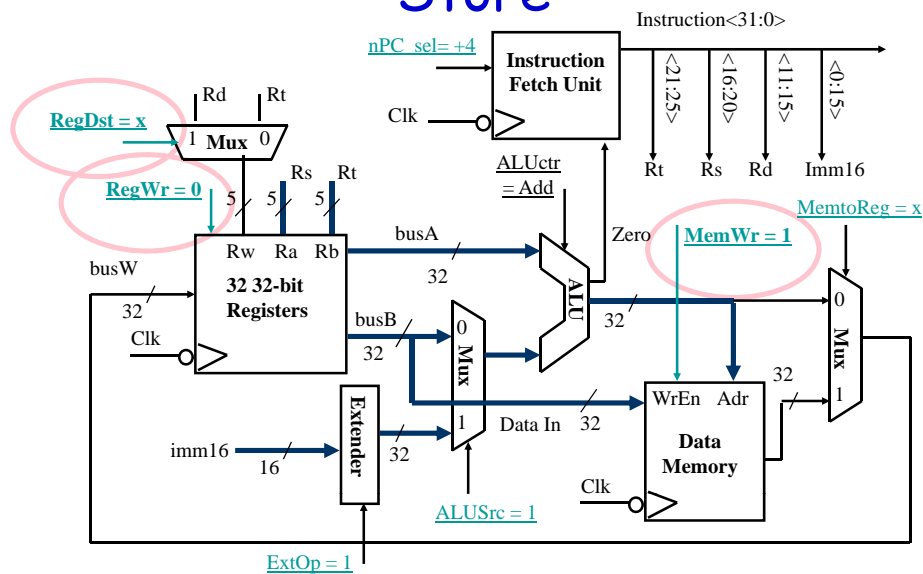 Store
Instruction<31:0>
nPC_sel= +4
Instruction
Fetch Unit
Clk
<21:25>
<16:20>
<11:15>
<0:15>
Rt
Rs
Rd
Imm16
Rd
Rt
RegDst = x
1 Mux 0
RegWr = 0
5
5
5
Rs
Rt
ALUctr
= Add
Zero
MemtoReg = x
MemWr = 1
Rw
Ra
Rb
busA
32
busW
32
32 32-bit
Registers
Clk
busB
32
0
Mux
1
ALU
32
0
Mux
1
32
Data In
32
WrEn
Adr
Data
Memory
Clk
imm16
16
Extender
32
ALUSrc = 1
ExtOp = 1